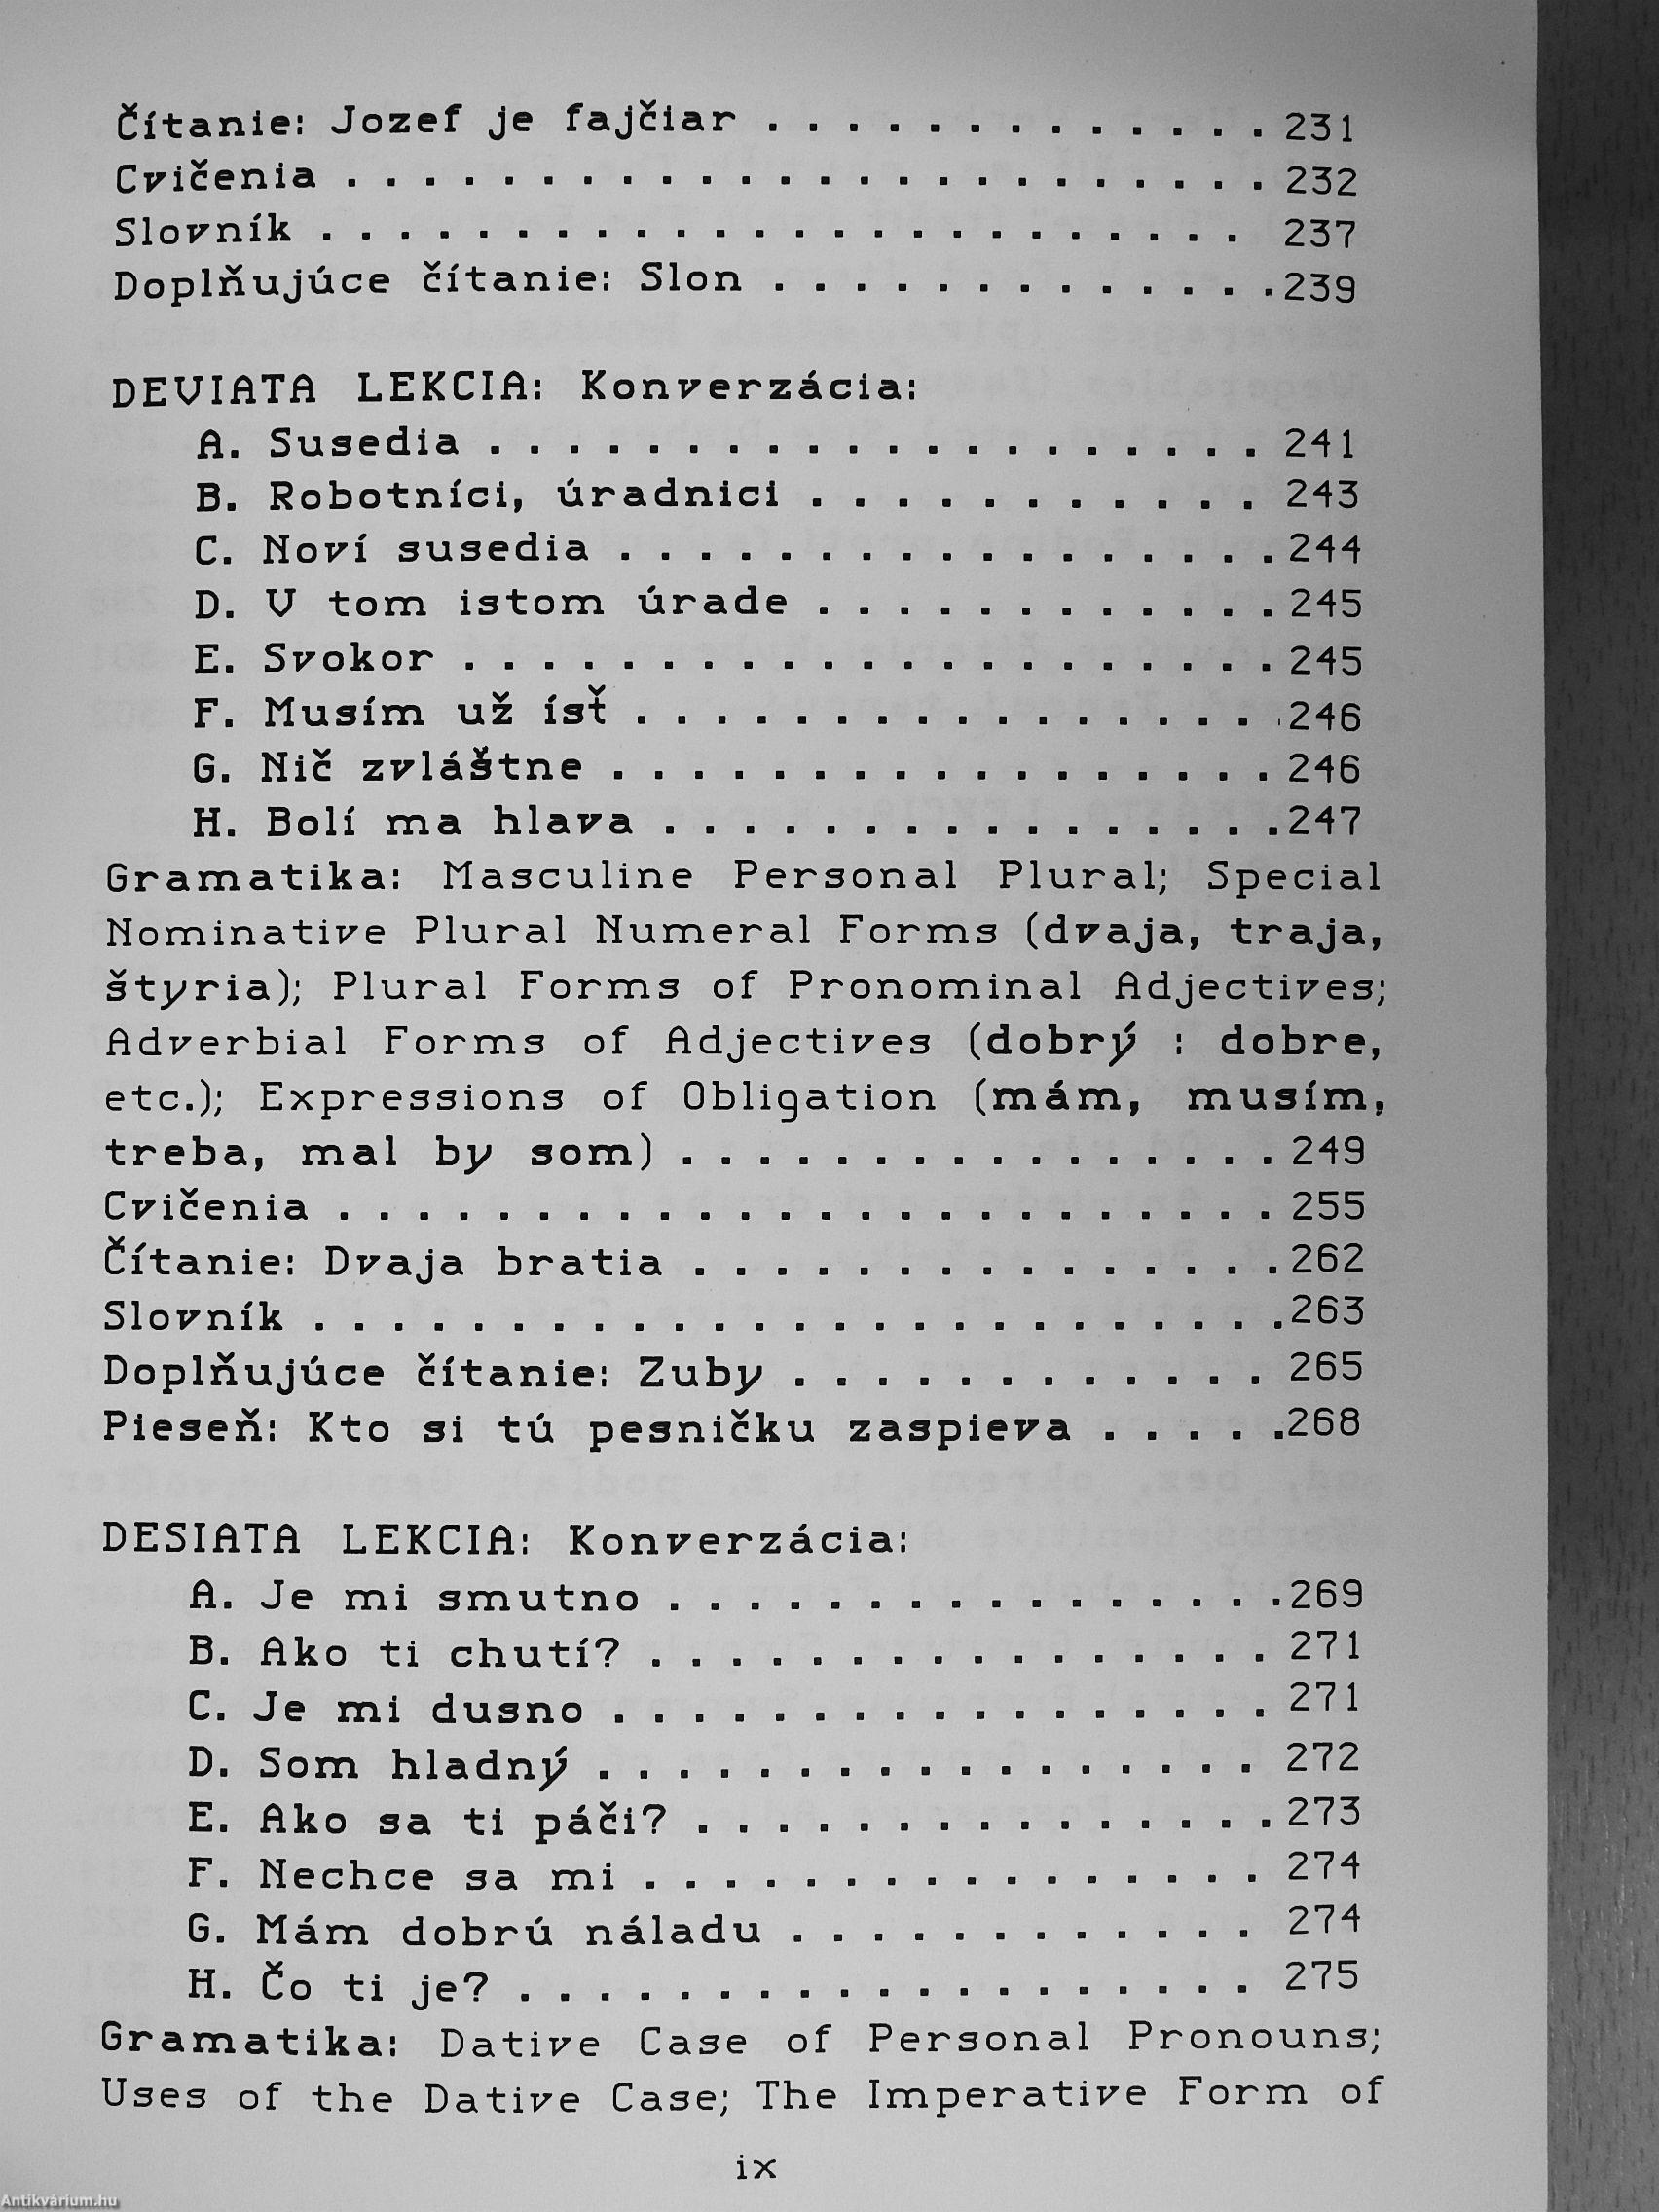 Čítanie: Jozef je fajčiar . . . . . . . . . . . . . 231
Cvičenia . . . . . . . . . . . . . . . . . . . . . . . . 232
Slovník . . . . . . . . . . . . . . . . . . . . . . . . 237
Doplňujúce čítanie: Slon . . . . . . . . . . . . . 239
DEVIATA LEKCIA: Konverzácia:
A. Susedia . . . . . . . . . . . . . . . . . . . . 241
B. Robotníci, úradnici . . . . . . . . . . . . 243
C. Noví susedia . . . . . . . . . . . . . . . . . 244
D. V tom istom úrade . . . . . . . . . . . . 245
E. Svokor . . . . . . . . . . . . . . . . . . . . . 245
F. Musím už ísť . . . . . . . . . . . . . . . . . 246
G. Nič zvláštne . . . . . . . . . . . . . . . . . 246
H. Bolí ma hlava . . . . . . . . . . . . . . . . 247
Gramatika: Masculine Personal Plural; Special
Nominative Plural Numeral Forms (dvaja, traja,
štyria); Plural Forms of Pronominal Adjectives;
Adverbial Forms of Adjectives (dobrý : dobre,
etc.); Expressions of Obligation (mám, musím,
treba, mal by som) . . . . . . . . . . . . . . . . 249
Cvičenia . . . . . . . . . . . . . . . . . . . . . . . . 255
Čítanie: Dvaja bratia . . . . . . . . . . . . . . . 262
Slovník . . . . . . . . . . . . . . . . . . . . . . . . . 263
Doplňujúce čítanie: Zuby . . . . . . . . . . . . 265
Pieseň: Kto si tú pesničku zaspieva . . . . . 268
DESIATA LEKCIA: Konverzácia:
A. Je mi smutno . . . . . . . . . . . . . . . . 269
B. Ako ti chutí? . . . . . . . . . . . . . . . . 271
C. Je mi dusno . . . . . . . . . . . . . . . . . 271
D. Som hladný . . . . . . . . . . . . . . . . . 272
E. Ako sa ti páči? . . . . . . . . . . . . . . . 273
F. Nechce sa mi . . . . . . . . . . . . . . . . 274
G. Mám dobrú náladu . . . . . . . . . . . . 274
H. Čo ti je? . . . . . . . . . . . . . . . . . . . 275
Gramatika: Dative Case of Personal Pronouns;
Uses of the Dative Case; The Imperative Form of
ix
Antikvárium.hu